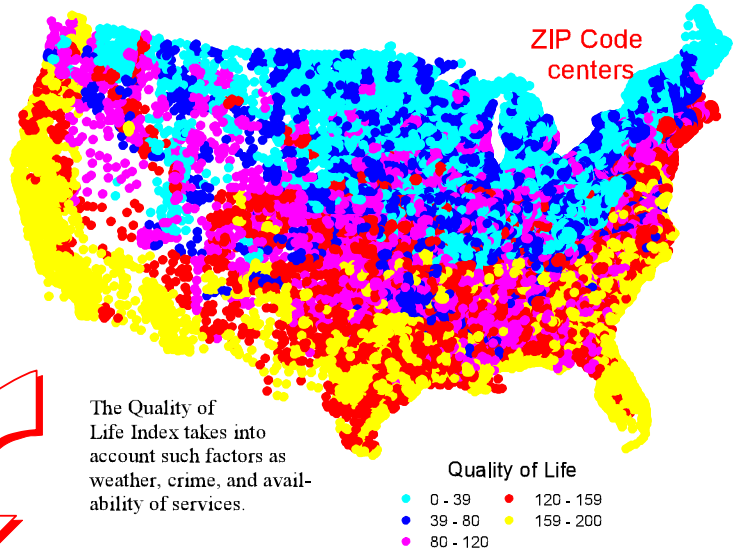 ZIP Code
centers
The Quality of
Life Index takes into
account such factors as
weather, crime, and avail-
ability of services.
Quality of Life
0 - 39
39 - 80
80 - 120
120 - 159
159 - 200